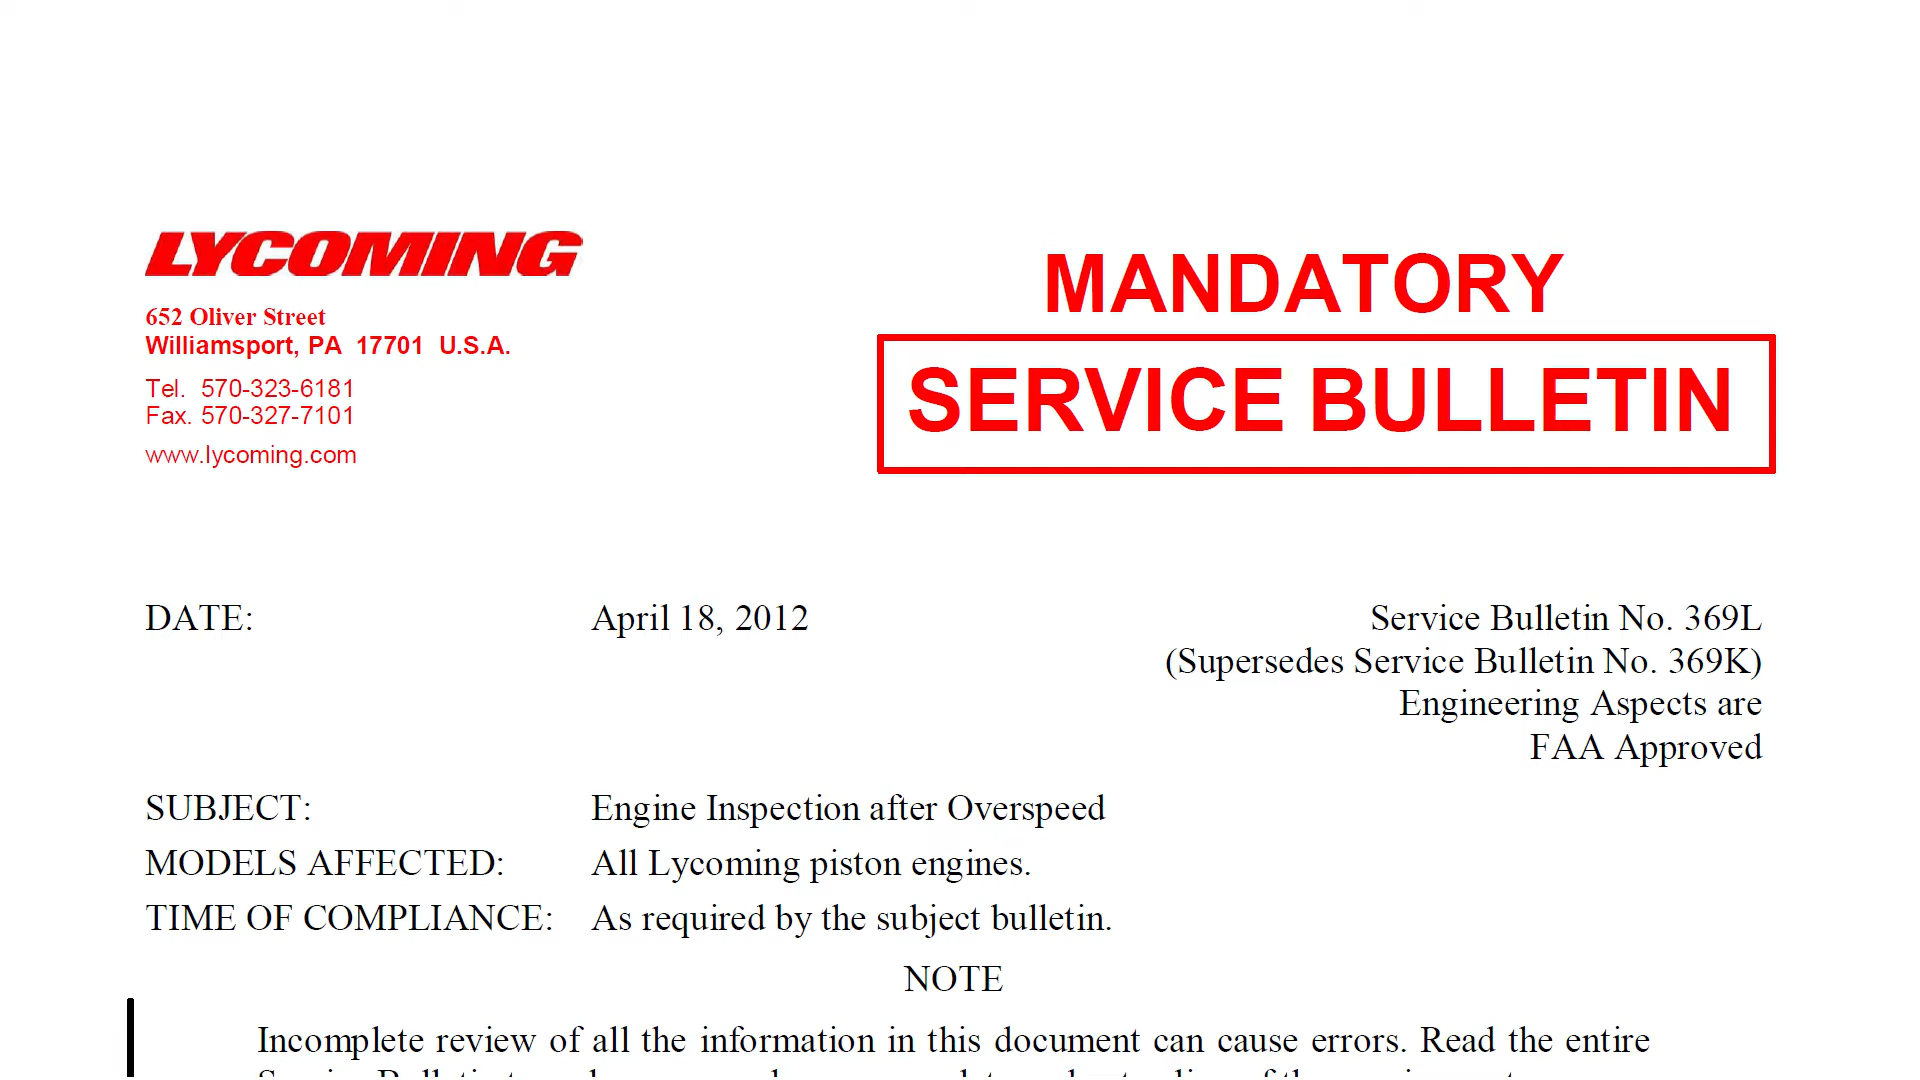 LYCOMING
652 Oliver Street
Williamsport, PA 17701 U.S.A.
Tel. 570-323-6181
Fax. 570-327-7101
www.lycoming.com
MANDATORY
SERVICE BULLETIN
DATE: April 18, 2012 Service Bulletin No. 369L
(Supersedes Service Bulletin No. 369K)
Engineering Aspects are
FAA Approved
SUBJECT: Engine Inspection after Overspeed
MODELS AFFECTED: All Lycoming piston engines.
TIME OF COMPLIANCE: As required by the subject bulletin.
NOTE
Incomplete review of all the information in this document can cause errors. Read the entire